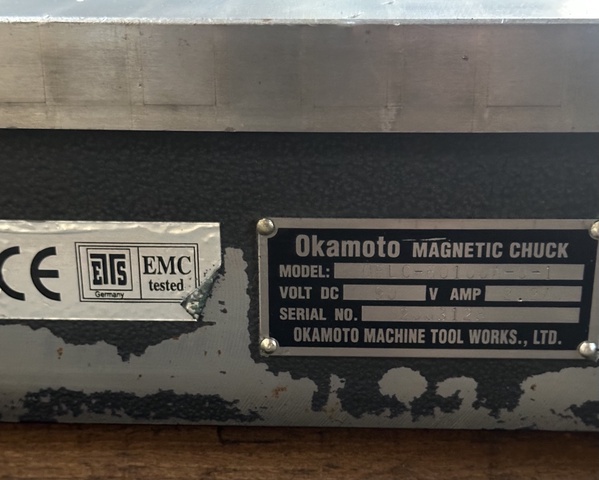 CE
ETS
Germany
EMC
tested
Okamoto MAGNETIC CHUCK
MODEL:
VOLT DC V AMP
SERIAL NO.
OKAMOTO MACHINE TOOL WORKS., LTD.